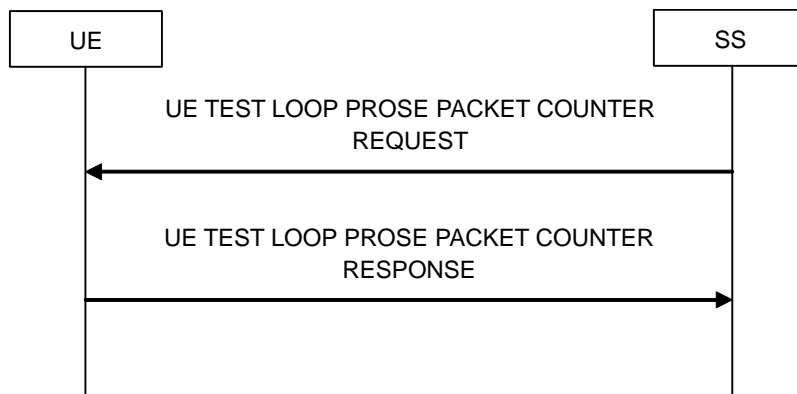 UE
SS
UE TEST LOOP PROSE PACKET COUNTER
REQUEST
UE TEST LOOP PROSE PACKET COUNTER
RESPONSE